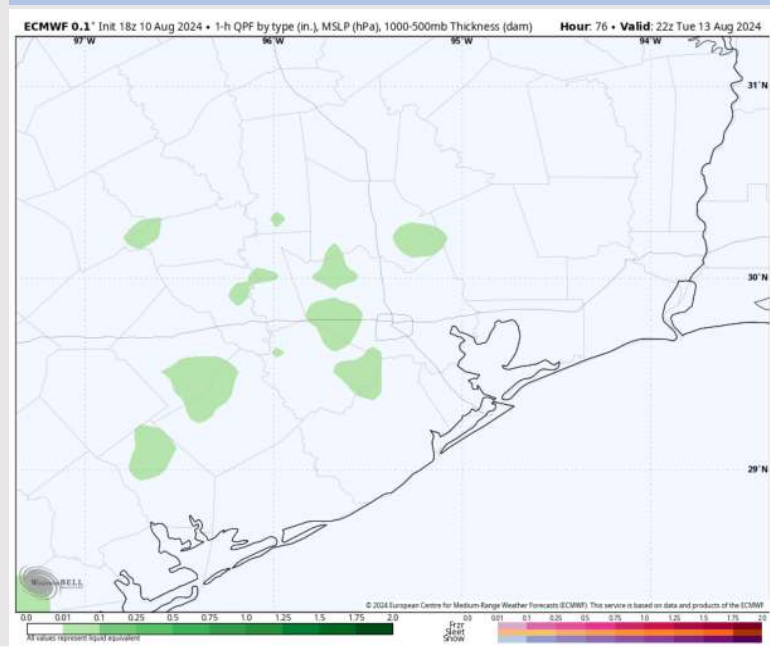 ECMWF 0.1° Init 18z 10 Aug 2024 • 1-h QPF by type (in.), MSLP (hPa), 1000-500mb Thickness (dam) Hour: 76 • Valid: 22z Tue 13 Aug 2024
97°W 96°W 95°W 94°W
31°N
30°N
29°N
WeatherBELL
© 2024 European Centre for Medium-Range Weather Forecasts (ECMWF). This service is based on data and products of the ECMWF
0.0 0.01 0.1 0.25 0.5 0.75 1.0 1.25 1.5 1.75 2.0
All values represent liquid equivalent
0.0 0.01 0.1 0.25 0.5 0.75 1.0 1.25 1.5 1.75 2.0
Frzr
Sleet
Snow